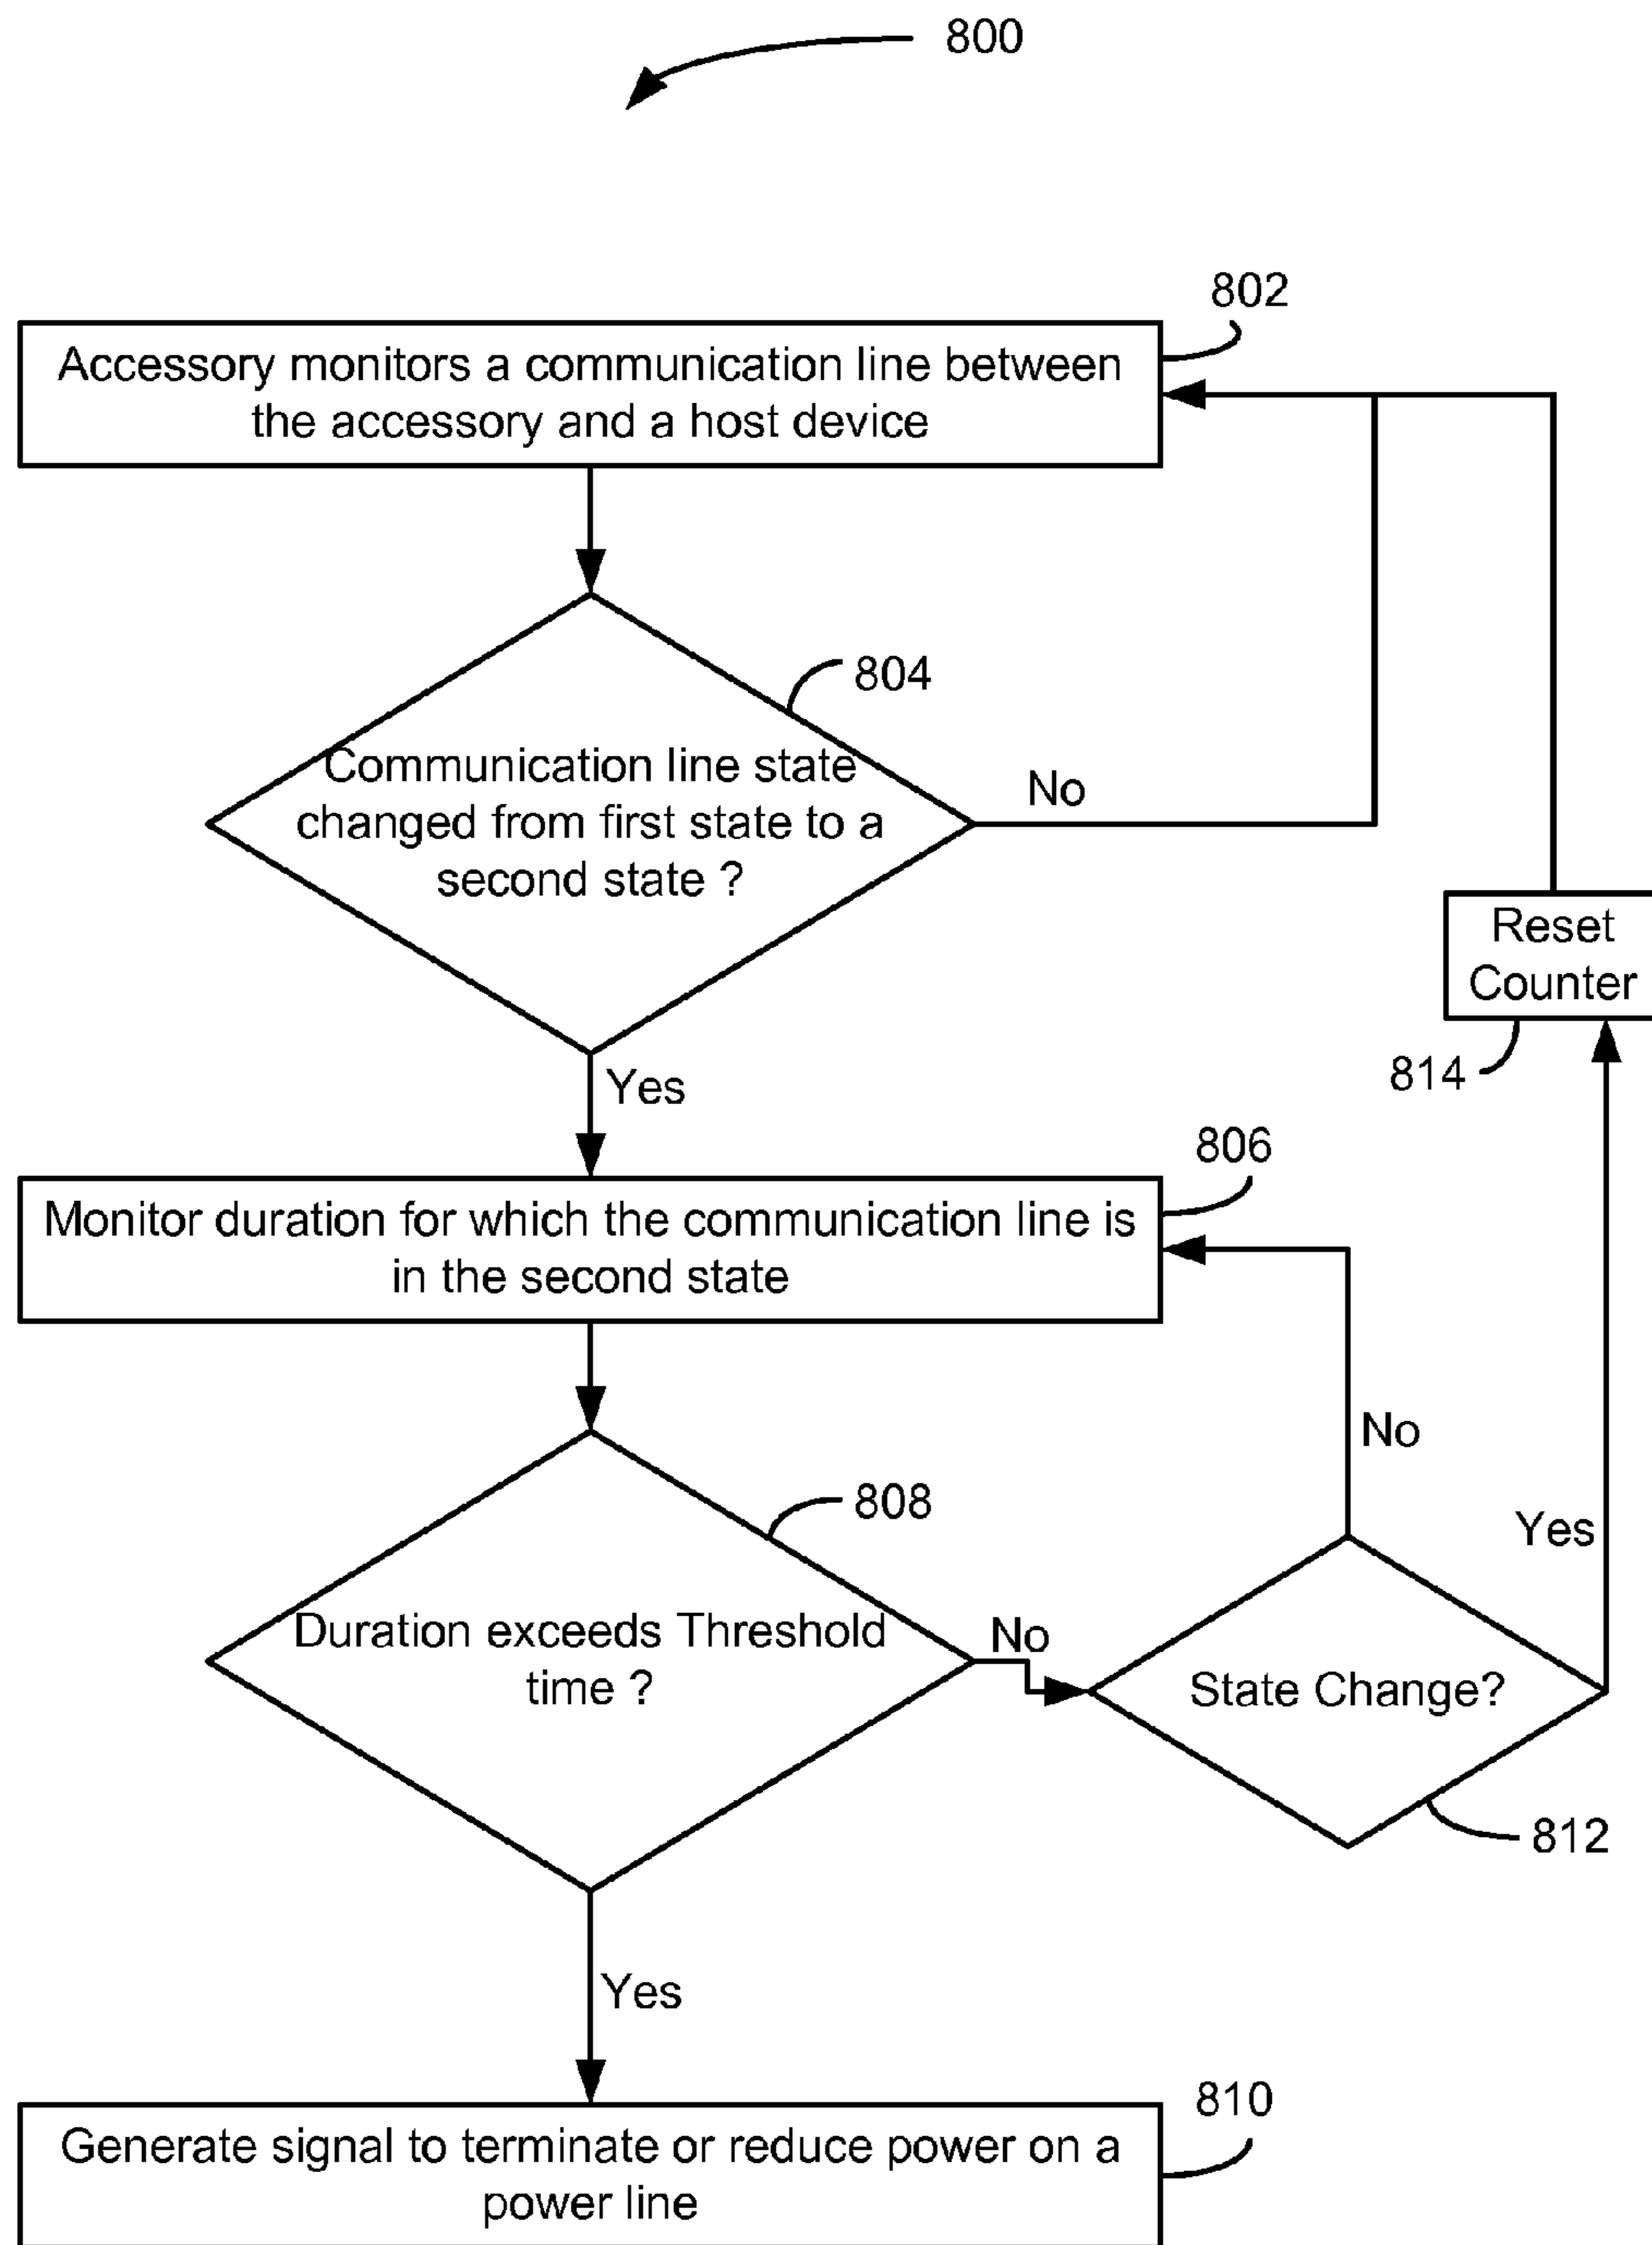 800
802
Accessory monitors a communication line between
the accessory and a host device
804
Communication line state
changed from first state to a
second state ?
No
Reset
Counter
814
Yes
806
Monitor duration for which the communication line is
in the second state
No
808
Duration exceeds Threshold
time ?
No
State Change?
Yes
812
Yes
810
Generate signal to terminate or reduce power on a
power line